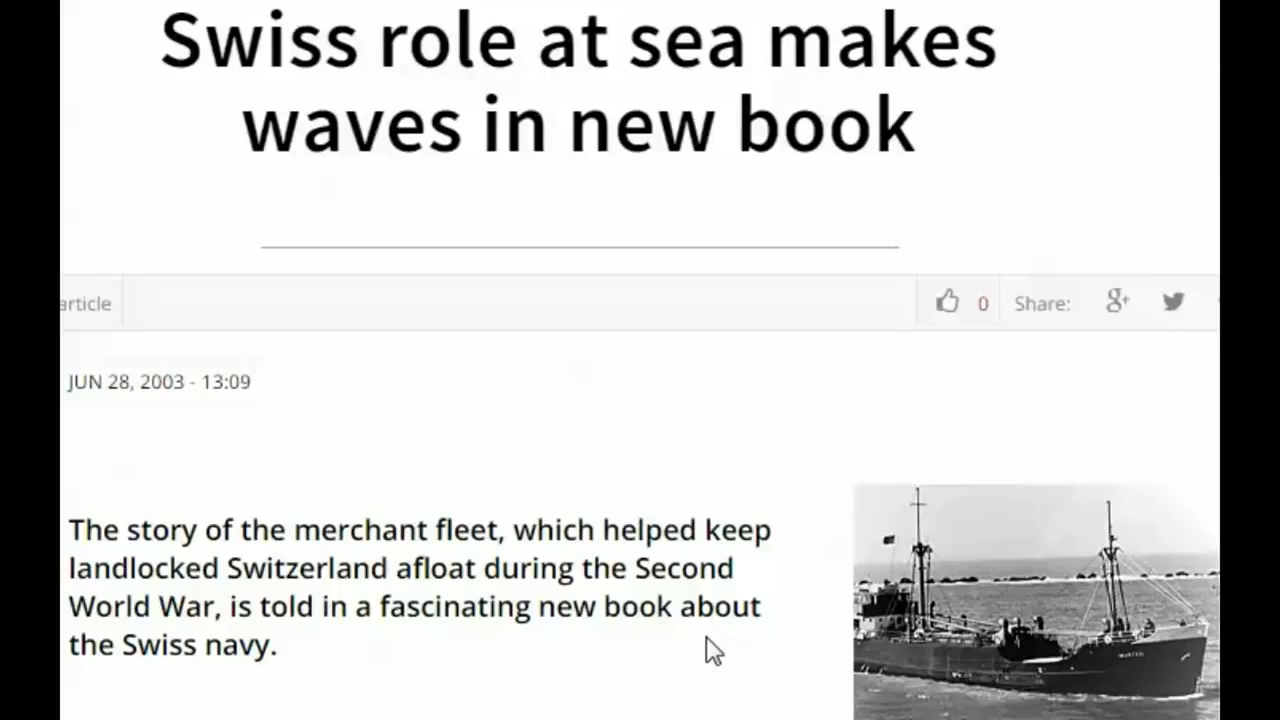 Swiss role at sea makes
waves in new book
article
0
Share:
JUN 28, 2003 - 13:09
The story of the merchant fleet, which helped keep
landlocked Switzerland afloat during the Second
World War, is told in a fascinating new book about
the Swiss navy.